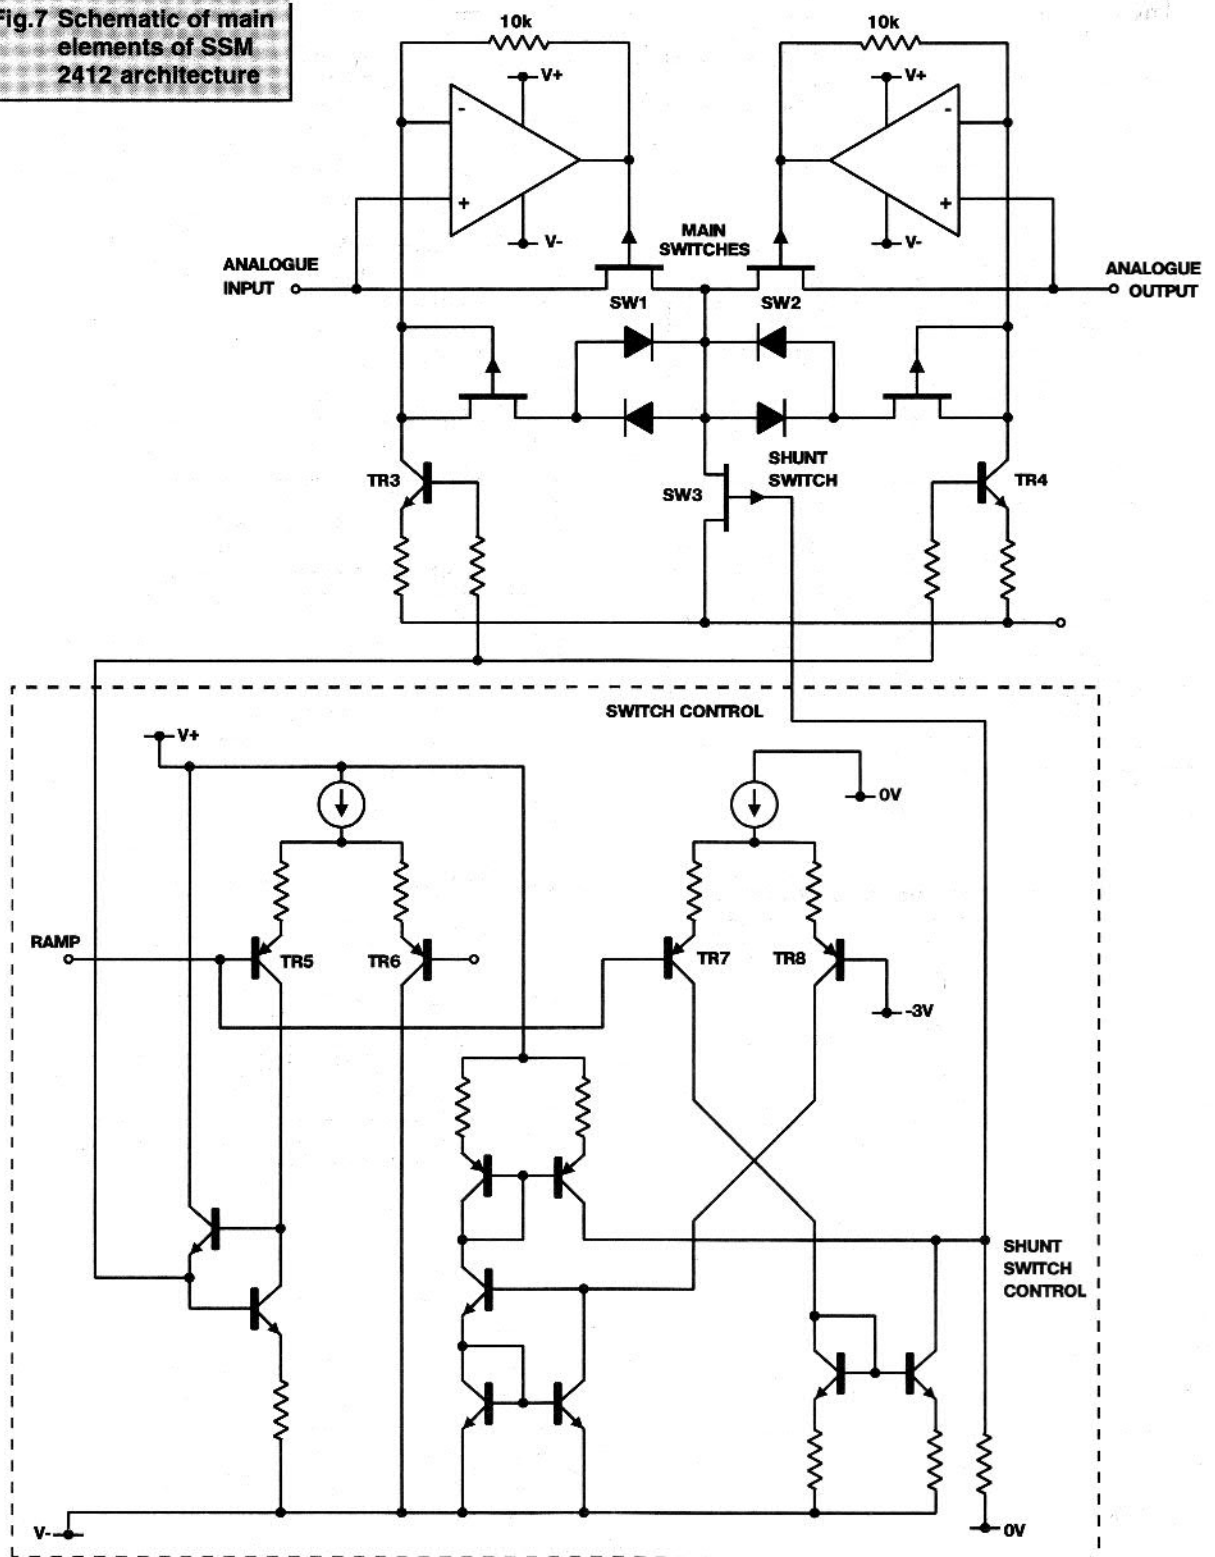 Fig.7 Schematic of main
elements of SSM
2412 architecture
10k
10k
V+
V+
-
-
+
+
V-
V-
MAIN
SWITCHES
ANALOGUE
INPUT
ANALOGUE
OUTPUT
SW1
SW2
SHUNT
SWITCH
TR3
SW3
TR4
SWITCH CONTROL
V+
0V
RAMP
TR5
TR6
TR7
TR8
-3V
SHUNT
SWITCH
CONTROL
V-
0V